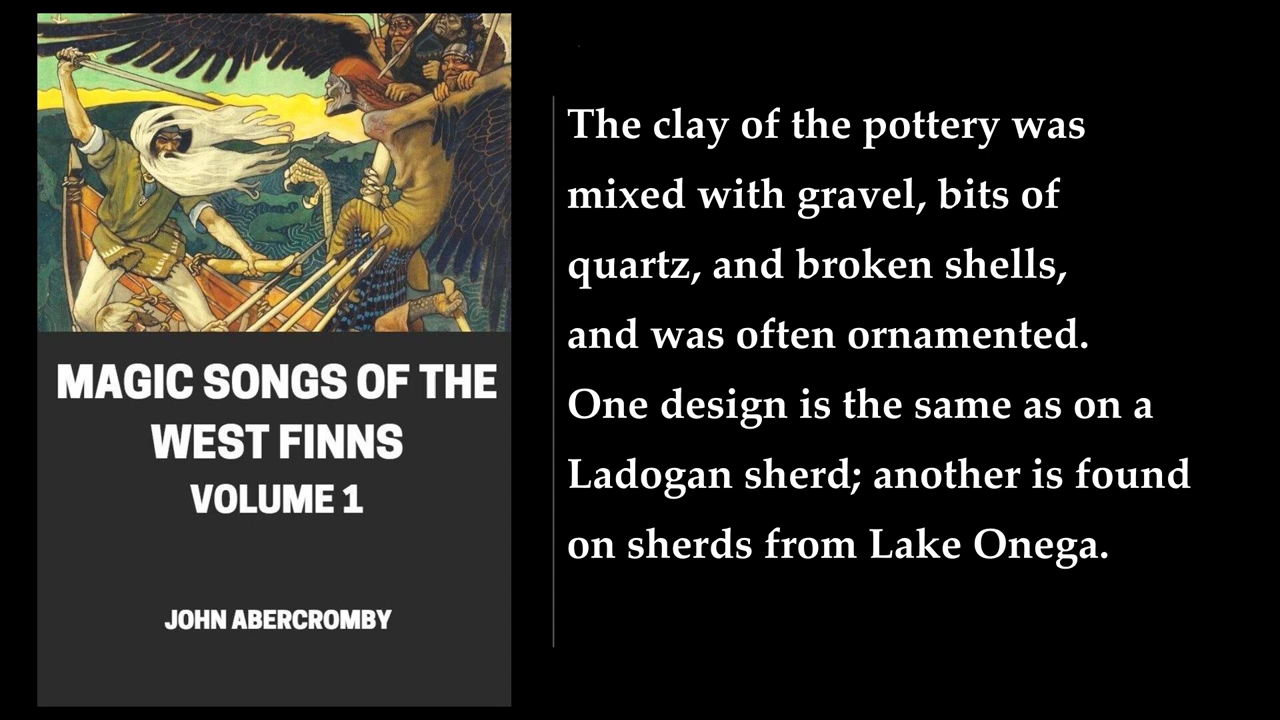 MAGIC SONGS OF THE
WEST FINNS
VOLUME 1
JOHN ABERCROMBY
The clay of the pottery was
mixed with gravel, bits of
quartz, and broken shells,
and was often ornamented.
One design is the same as on a
Ladogan sherd; another is found
on sherds from Lake Onega.